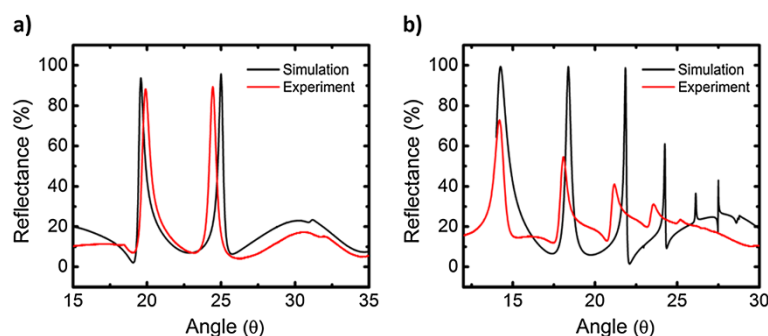 a)
Reflectance (%)
100
80
60
40
20
0
Simulation
Experiment
15 20 25 30 35
Angle (θ)
b)
Reflectance (%)
100
80
60
40
20
0
Simulation
Experiment
15 20 25 30
Angle (θ)